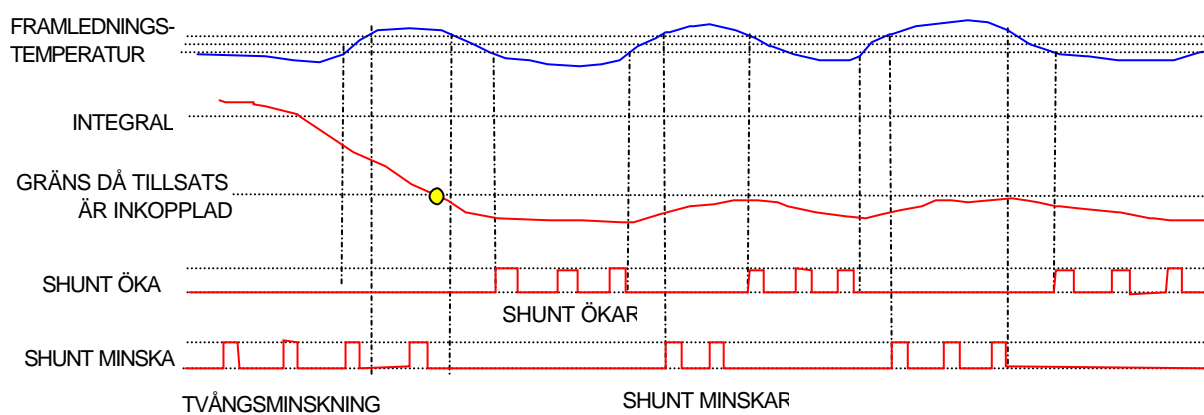 FRAMLEDNINGS-
TEMPERATUR
INTEGRAL
GRÄNS DÅ TILLSATS
ÄR INKOPPLAD
SHUNT ÖKA
SHUNT ÖKAR
SHUNT MINSKA
TVÅNGSMINSKNING
SHUNT MINSKAR